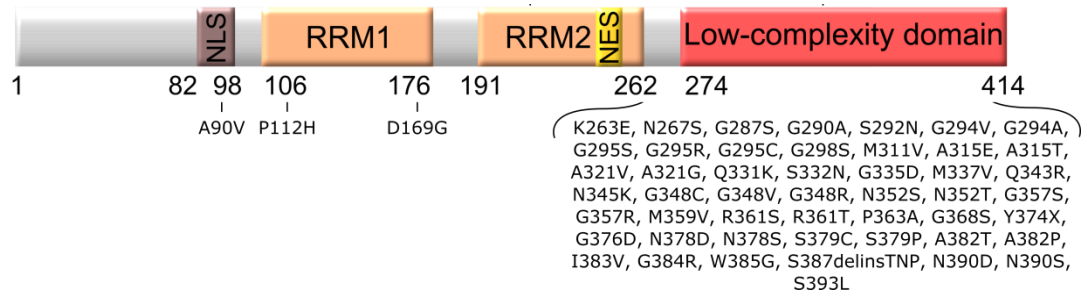 NLS RRM1 RRM2 NES Low-complexity domain
1 82 98 106 176 191 262 274 414
A90V P112H D169G
K263E, N267S, G287S, G290A, S292N, G294V, G294A,
G295S, G295R, G295C, G298S, M311V, A315E, A315T,
A321V, A321G, Q331K, S332N, G335D, M337V, Q343R,
N345K, G348C, G348V, G348R, N352S, N352T, G357S,
G357R, M359V, R361S, R361T, P363A, G368S, Y374X,
G376D, N378D, N378S, S379C, S379P, A382T, A382P,
I383V, G384R, W385G, S387delinsTNP, N390D, N390S,
S393L